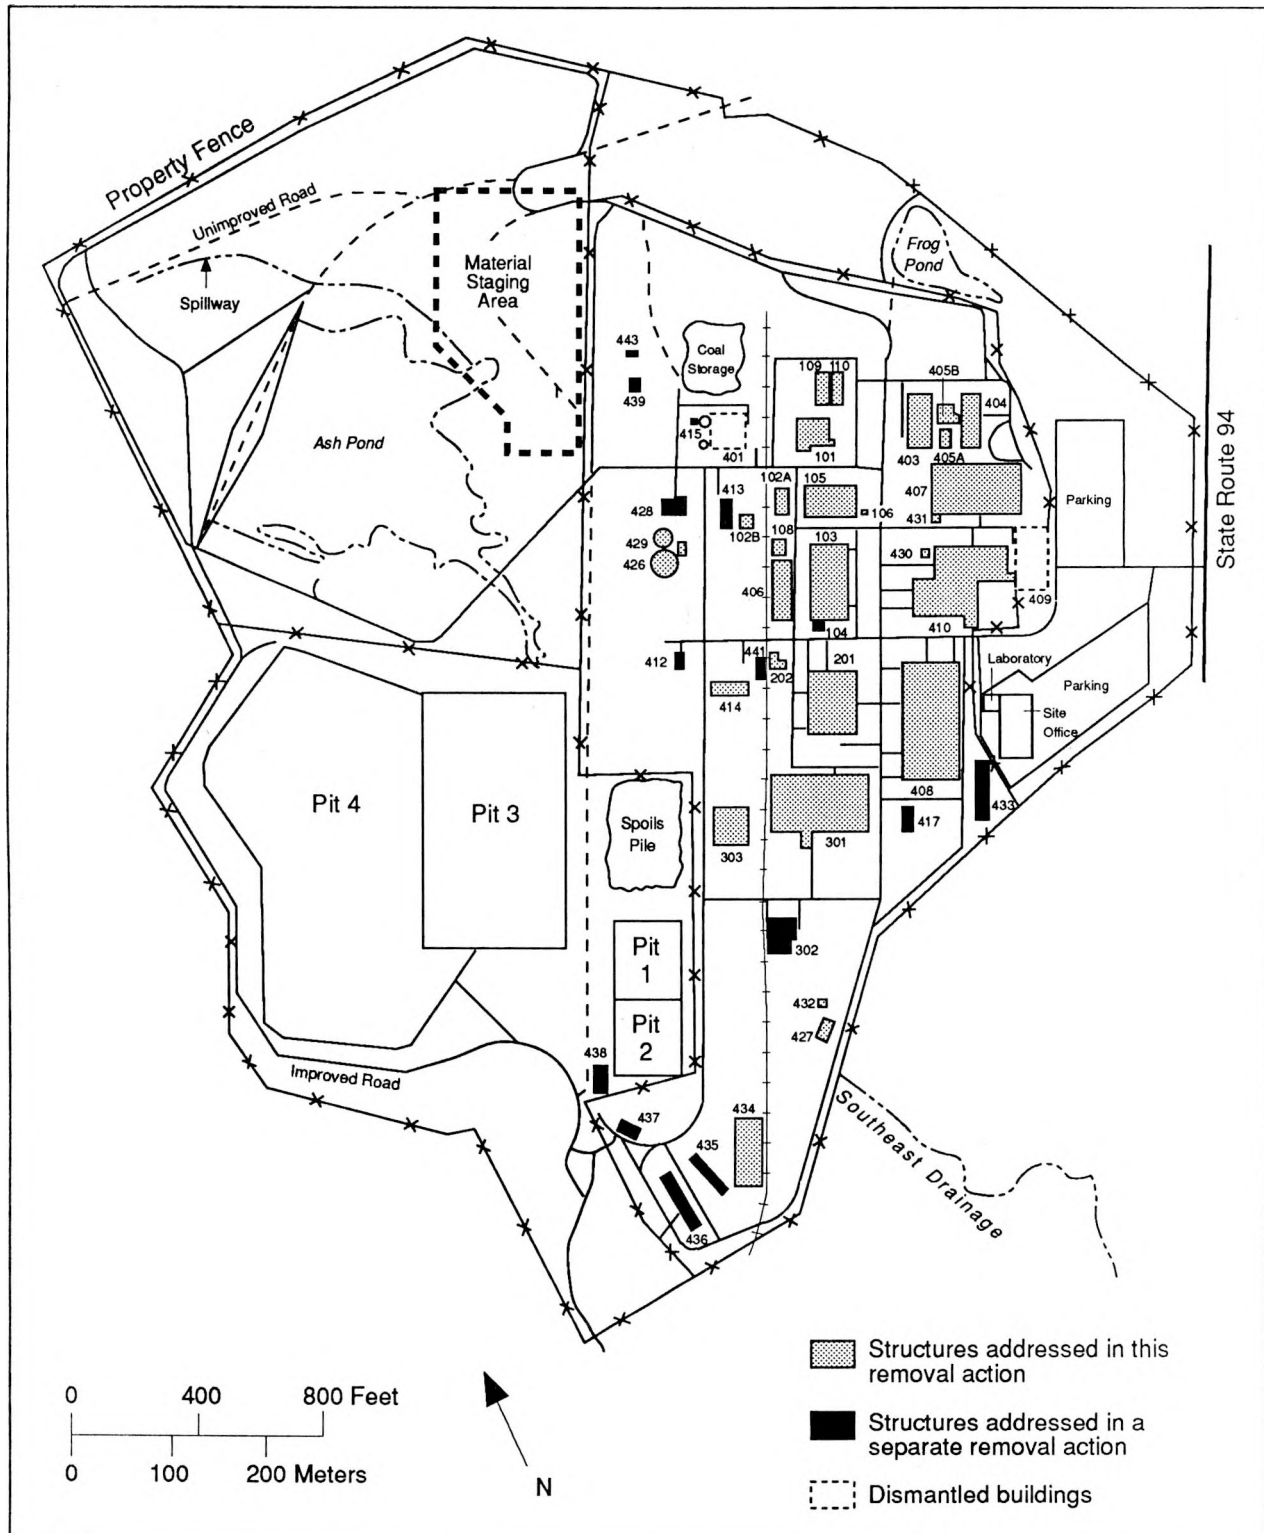 Property Fence
Unimproved Road
Spillway
Material
Staging
Area
Frog
Pond
Ash Pond
443
439
Coal
Storage
109
110
405B
404
415
401
101
403
405A
State Route 94
428
413
102A
105
106
407
431
Parking
429
426
102B
108
103
430
406
104
410
409
412
441
202
201
414
Laboratory
Parking
Site
Office
Pit 4
Pit 3
Spoils
Pile
303
301
408
417
433
Pit
1
302
Pit
2
432
427
438
Improved Road
437
434
435
436
Southeast Drainage
0 400 800 Feet
0 100 200 Meters
N
Structures addressed in this
removal action
Structures addressed in a
separate removal action
Dismantled buildings